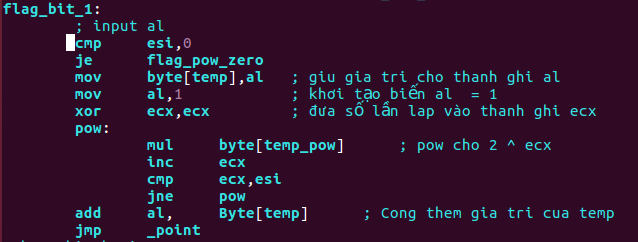 flag_bit_1:
; input al
cmp esi,0
je flag_pow_zero
mov byte[temp],al ; giu gia tri cho thanh ghi al
mov al,1 ; khơi tạo biến al = 1
xor ecx,ecx ; đưa số lần lap vào thanh ghi ecx
pow:
mul byte[temp_pow] ; pow cho 2 ^ ecx
inc ecx
cmp ecx,esi
jne pow
add al, Byte[temp] ; Cong them gia tri cua temp
jmp _point